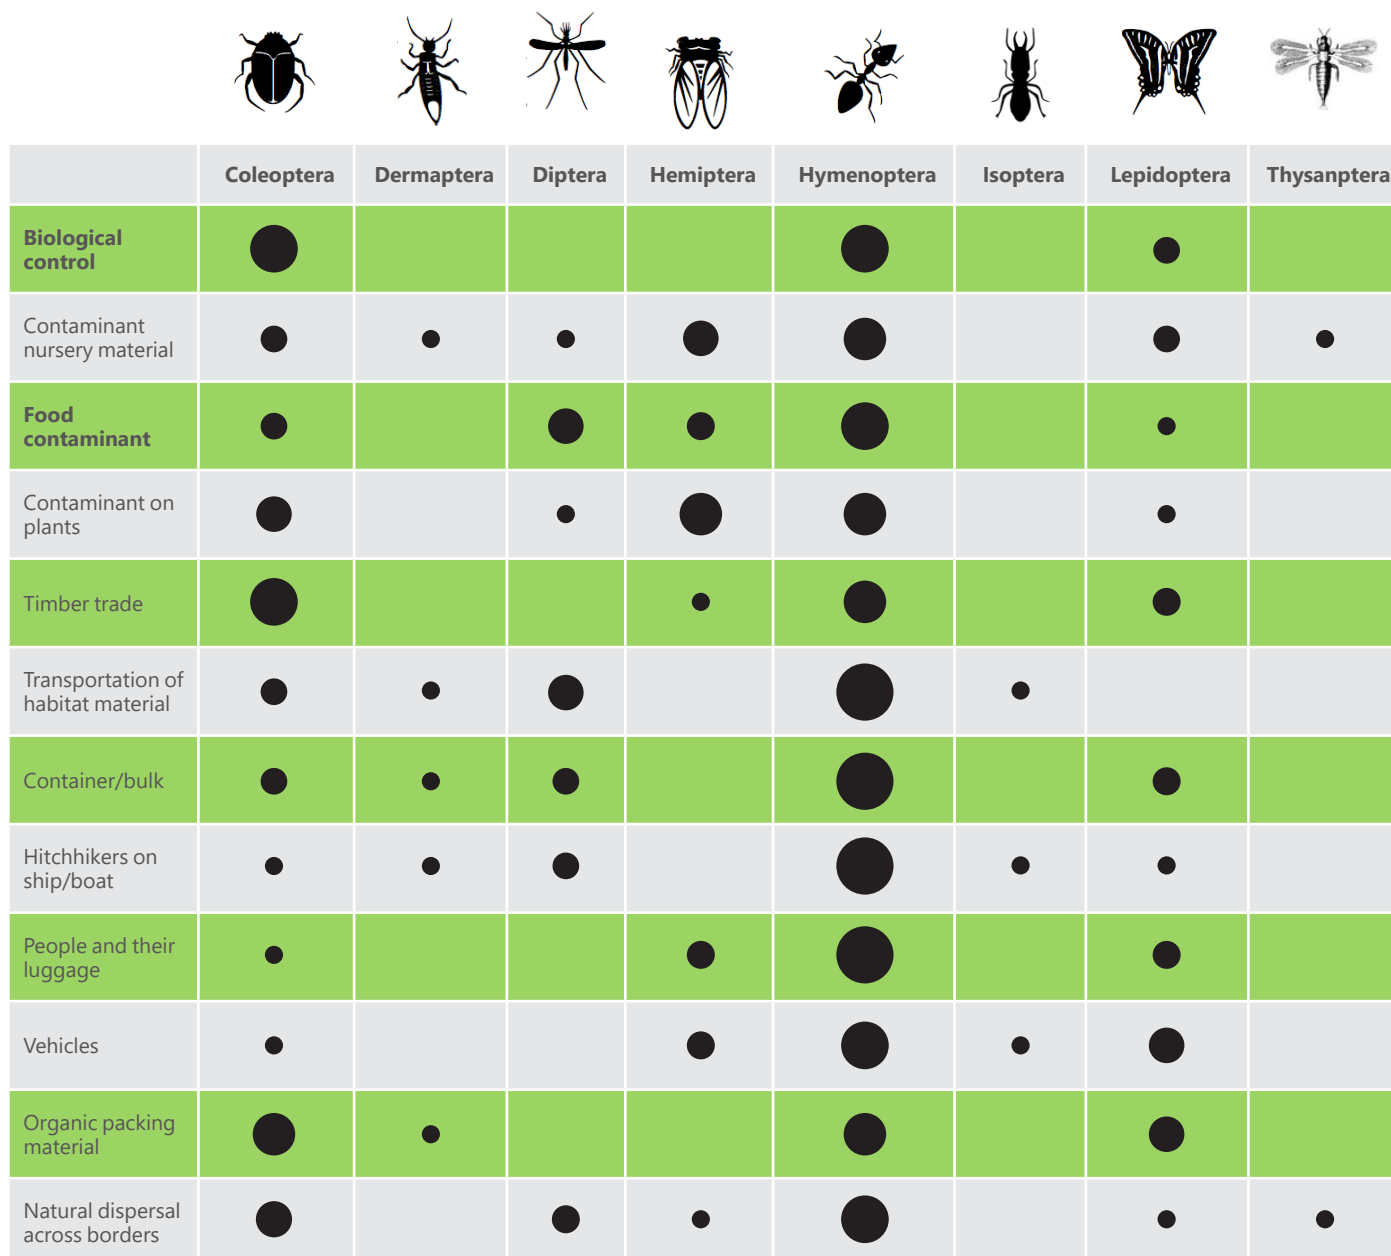 Coleoptera Dermaptera Diptera Hemiptera Hymenoptera Isoptera Lepidoptera Thysanptera
Biological
control
Contaminant
nursery material
Food
contaminant
Contaminant on
plants
Timber trade
Transportation of
habitat material
Container/bulk
Hitchhikers on
ship/boat
People and their
luggage
Vehicles
Organic packing
material
Natural dispersal
across borders